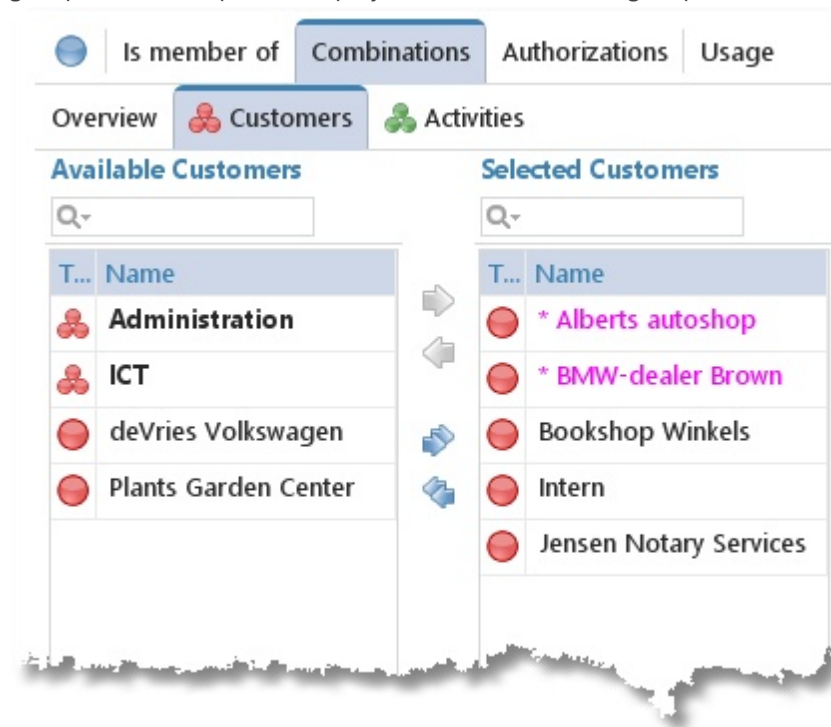 Is member of Combinations Authorizations Usage
Overview Customers Activities
Available Customers
T... Name
Administration
ICT
deVries Volkswagen
Plants Garden Center
Selected Customers
T... Name
* Alberts autoshop
* BMW-dealer Brown
Bookshop Winkels
Intern
Jensen Notary Services